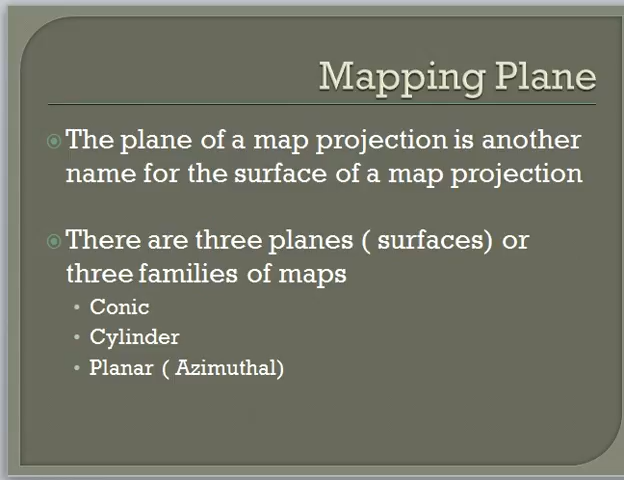 Mapping Plane
The plane of a map projection is another
name for the surface of a map projection
There are three planes ( surfaces) or
three families of maps
• Conic
• Cylinder
• Planar ( Azimuthal)